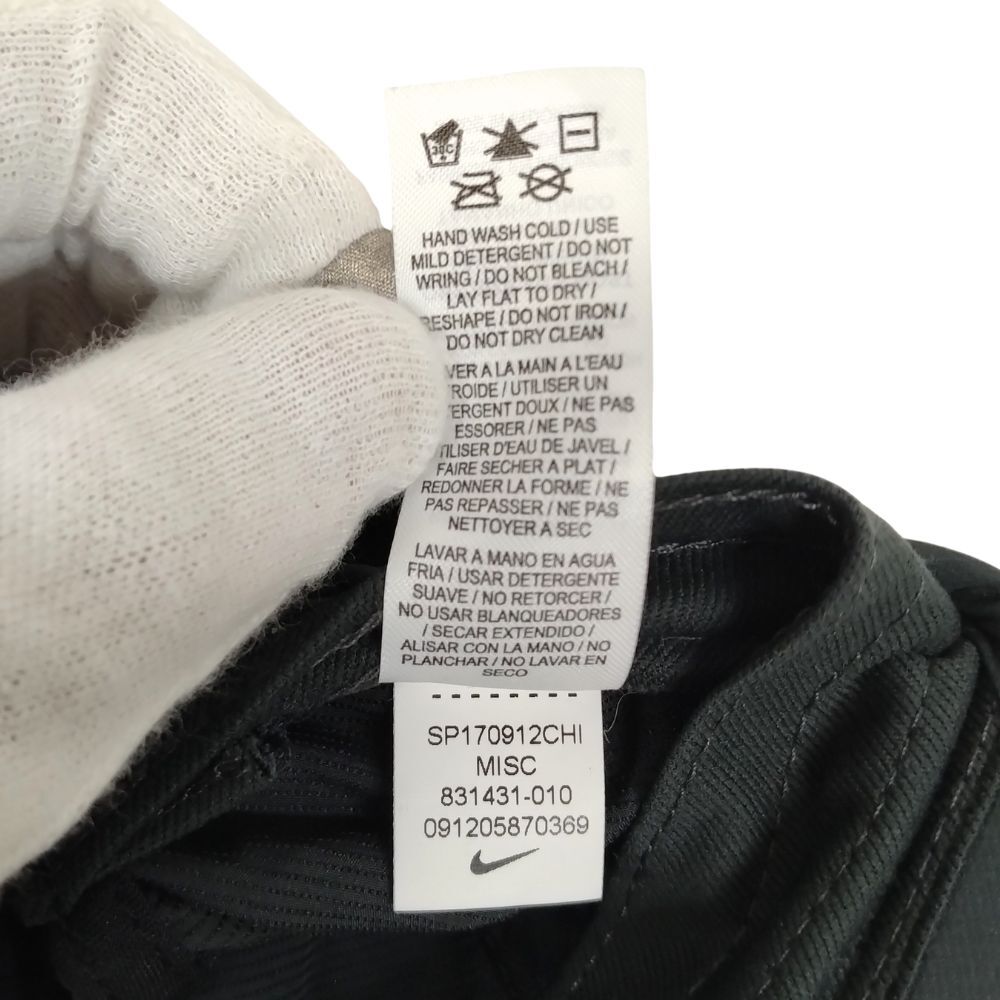 30C
HAND WASH COLD / USE
MILD DETERGENT / DO NOT
WRING / DO NOT BLEACH /
LAY FLAT TO DRY /
RESHAPE / DO NOT IRON /
DO NOT DRY CLEAN
VER A LA MAIN A L'EAU
ROIDE / UTILISER UN
ERGENT DOUX / NE PAS
ESSORER / NE PAS
TILISER D'EAU DE JAVEL /
FAIRE SECHER A PLAT /
REDONNER LA FORME / NE
PAS REPASSER / NE PAS
NETTOYER A SEC
LAVAR A MANO EN AGUA
FRIA / USAR DETERGENTE
SUAVE / NO RETORCER /
NO USAR BLANQUEADORES
/ SECAR EXTENDIDO /
ALISAR CON LA MANO / NO
PLANCHAR / NO LAVAR EN
SECO
SP170912CHI
MISC
831431-010
091205870369